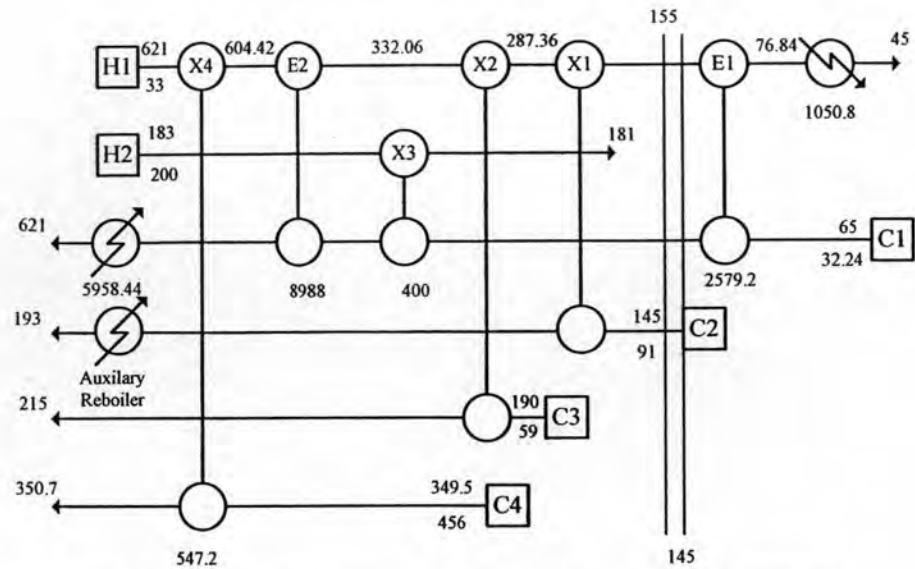 155
621
604.42
332.06
287.36
76.84
45
H1
X4
E2
X2
X1
E1
33
1050.8
183
181
H2
X3
200
621
65
C1
32.24
5958.44
8988
400
2579.2
193
145
C2
91
Auxilary
Reboiler
215
190
C3
59
350.7
349.5
C4
456
547.2
145